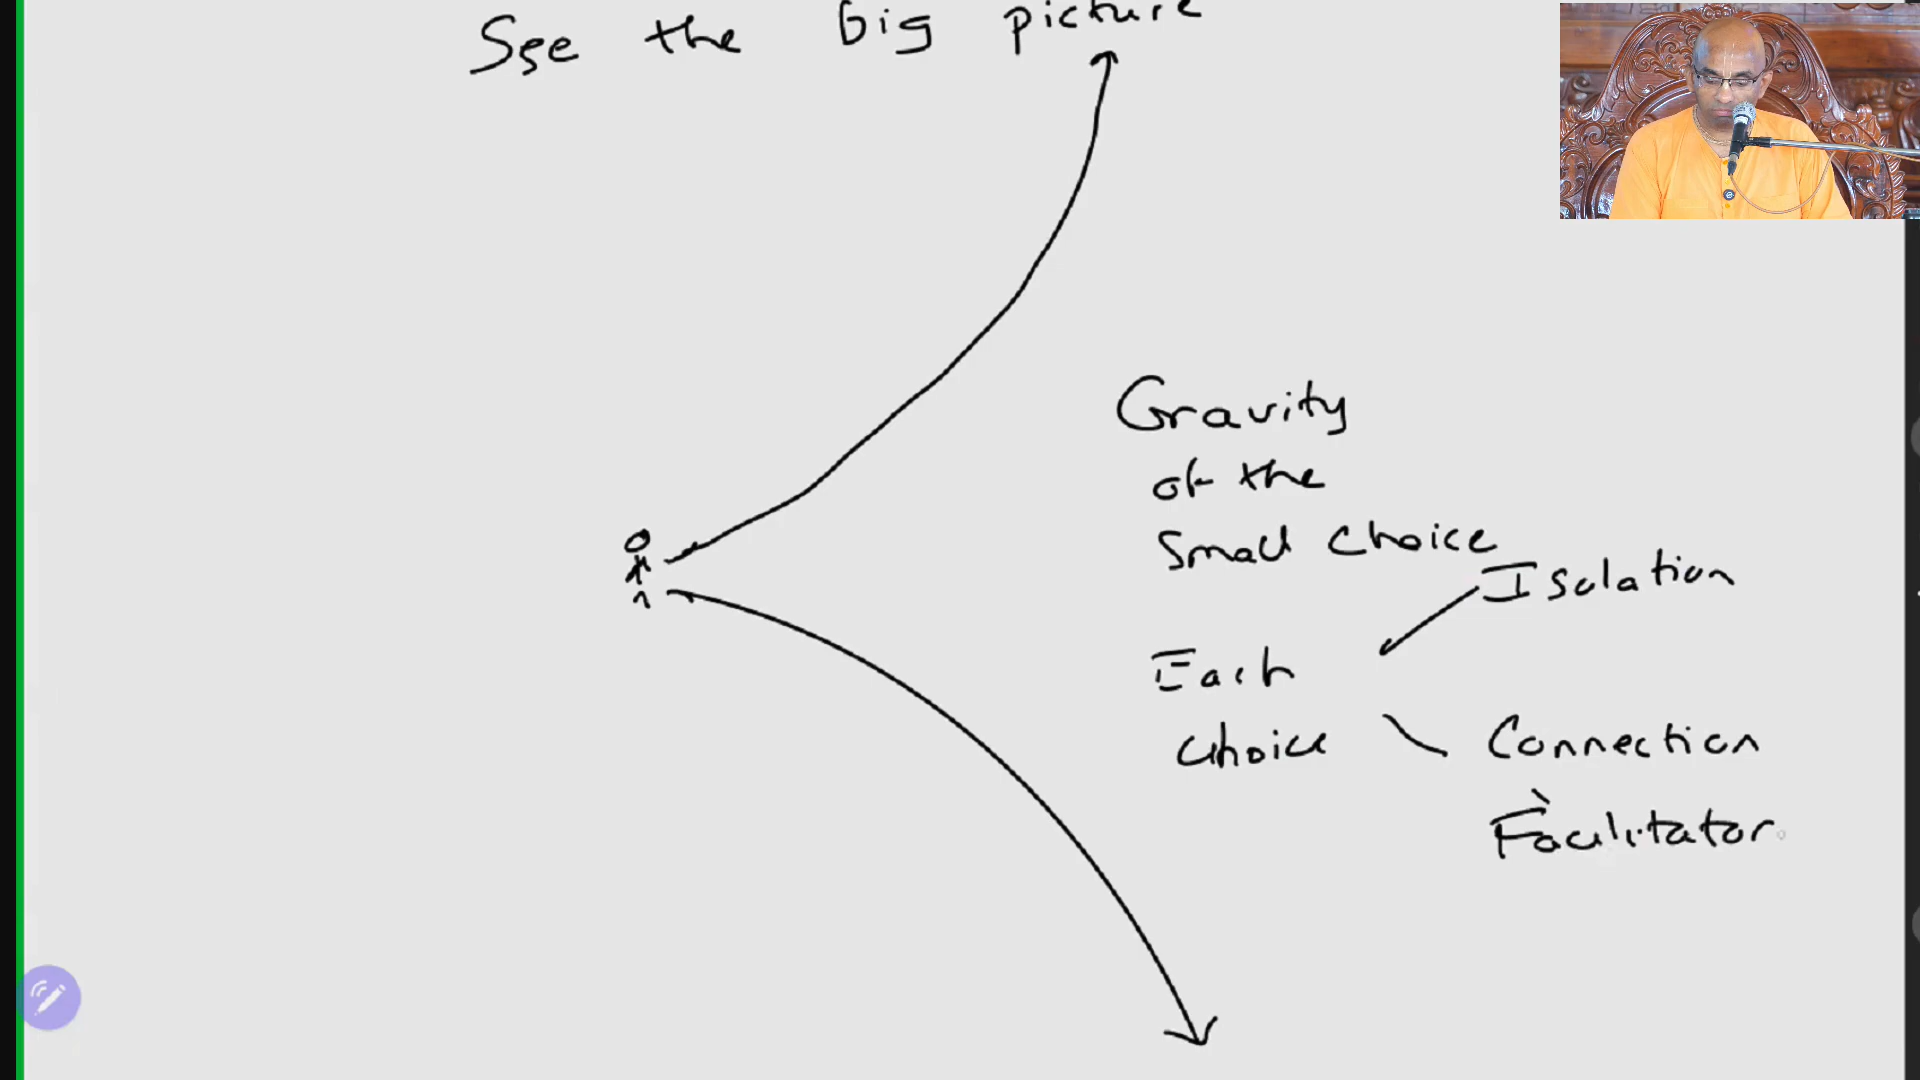 See the big picture
Gravity
of the
Small choice
Isolation
Each
choice
Connection
Facilitator